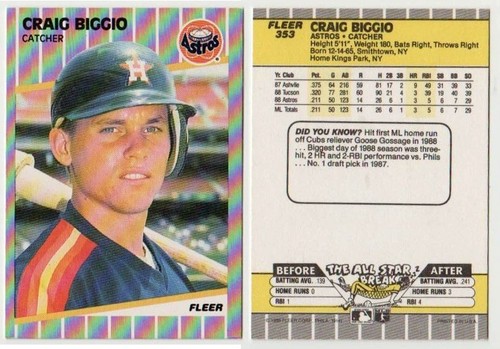 CRAIG BIGGIO
CATCHER
Astros
H
FLEER
FLEER
353
CRAIG BIGGIO
ASTROS • CATCHER
Height 5'11", Weight 180, Bats Right, Throws Right
Born 12-14-65, Smithtown, NY
Home Kings Park, NY
Yr. Club Pct. G AB R H 2B 3B HR RBI SB BB SO
87 Ashvlle .375 64 216 59 81 17 2 9 49 31 39 33
88 Tucson .320 77 281 60 90 21 4 3 39 19 40 39
88 Astros .211 50 123 14 26 6 1 3 5 6 7 29
ML Totals .211 50 123 14 26 6 1 3 5 6 7 29
DID YOU KNOW? Hit first ML home run
off Cubs reliever Goose Gossage in 1988
... Biggest day of 1988 season was three-
hit, 2 HR and 2-RBI performance vs. Phils
... No. 1 draft pick in 1987.
BEFORE THE ALL STAR BREAK AFTER
BATTING AVG. .139 BATTING AVG. .241
HOME RUNS 0 HOME RUNS 3
RBI 1 RBI 4